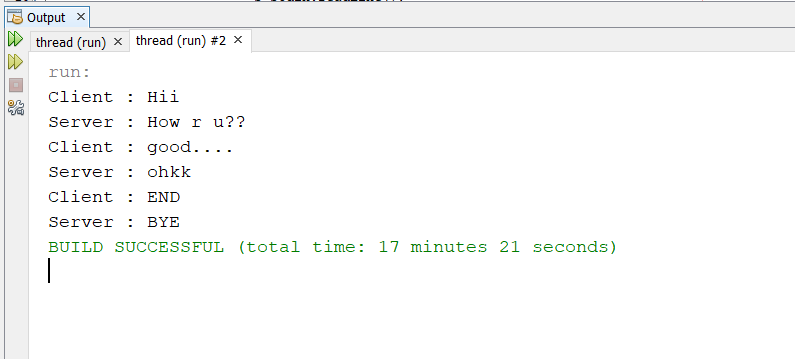 Output ×
thread (run) × thread (run) #2 ×
run:
Client : Hii
Server : How r u??
Client : good....
Server : ohkk
Client : END
Server : BYE
BUILD SUCCESSFUL (total time: 17 minutes 21 seconds)